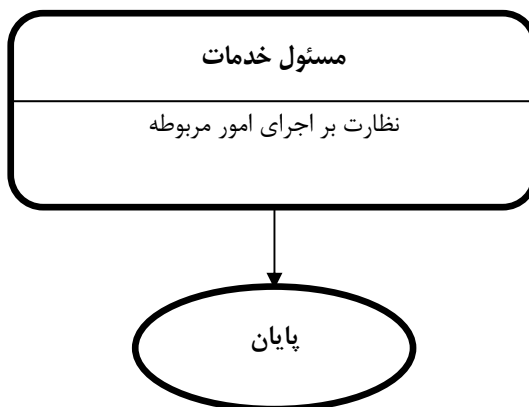 مسئول خدمات
نظارت بر اجرای امور مربوطه
پایان